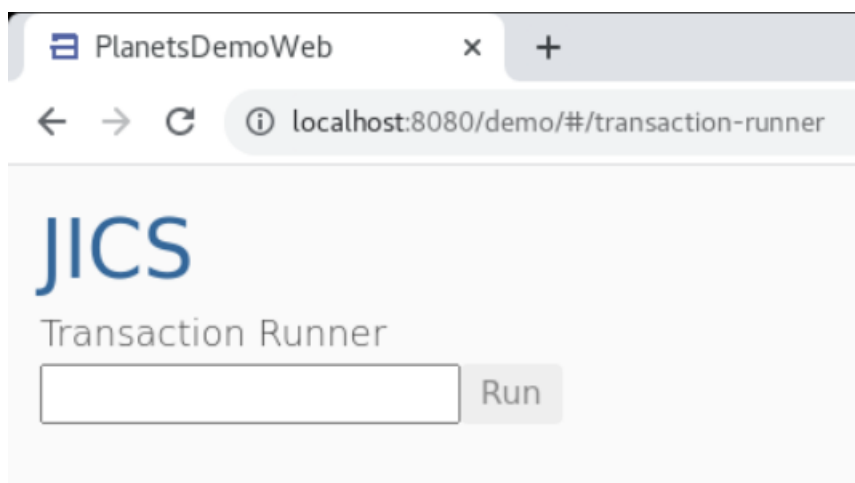 PlanetsDemoWeb
localhost:8080/demo/#/transaction-runner
JICS
Transaction Runner
Run